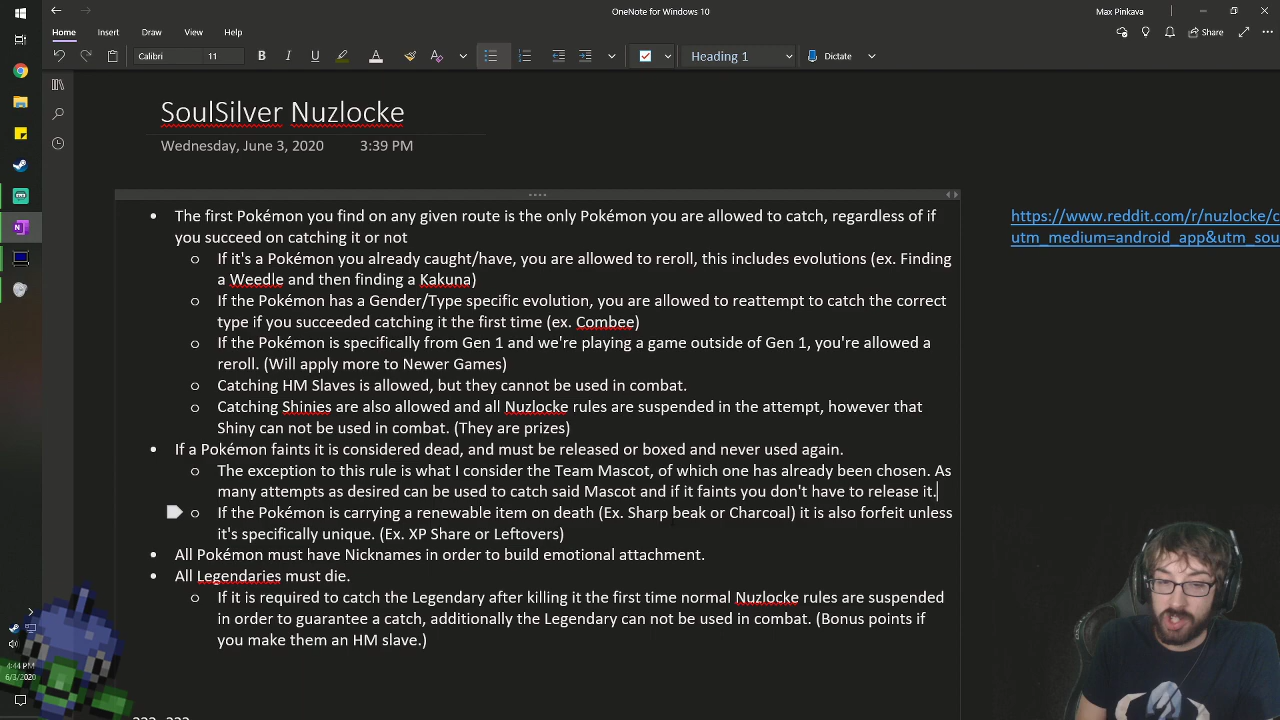 OneNote for Windows 10
Max Pinkava
Home Insert Draw View Help
Share
Calibri 11 B I U A Heading 1 Dictate
SoulSilver Nuzlocke
Wednesday, June 3, 2020 3:39 PM
• The first Pokémon you find on any given route is the only Pokémon you are allowed to catch, regardless of if
you succeed on catching it or not
o If it's a Pokémon you already caught/have, you are allowed to reroll, this includes evolutions (ex. Finding
a Weedle and then finding a Kakuna)
o If the Pokémon has a Gender/Type specific evolution, you are allowed to reattempt to catch the correct
type if you succeeded catching it the first time (ex. Combee)
o If the Pokémon is specifically from Gen 1 and we're playing a game outside of Gen 1, you're allowed a
reroll. (Will apply more to Newer Games)
o Catching HM Slaves is allowed, but they cannot be used in combat.
o Catching Shinies are also allowed and all Nuzlocke rules are suspended in the attempt, however that
Shiny can not be used in combat. (They are prizes)
• If a Pokémon faints it is considered dead, and must be released or boxed and never used again.
o The exception to this rule is what I consider the Team Mascot, of which one has already been chosen. As
many attempts as desired can be used to catch said Mascot and if it faints you don't have to release it.
o If the Pokémon is carrying a renewable item on death (Ex. Sharp beak or Charcoal) it is also forfeit unless
it's specifically unique. (Ex. XP Share or Leftovers)
• All Pokémon must have Nicknames in order to build emotional attachment.
• All Legendaries must die.
o If it is required to catch the Legendary after killing it the first time normal Nuzlocke rules are suspended
in order to guarantee a catch, additionally the Legendary can not be used in combat. (Bonus points if
you make them an HM slave.)
https://www.reddit.com/r/nuzlocke/c
utm_medium=android_app&utm_sou
4:44 PM
6/3/2020